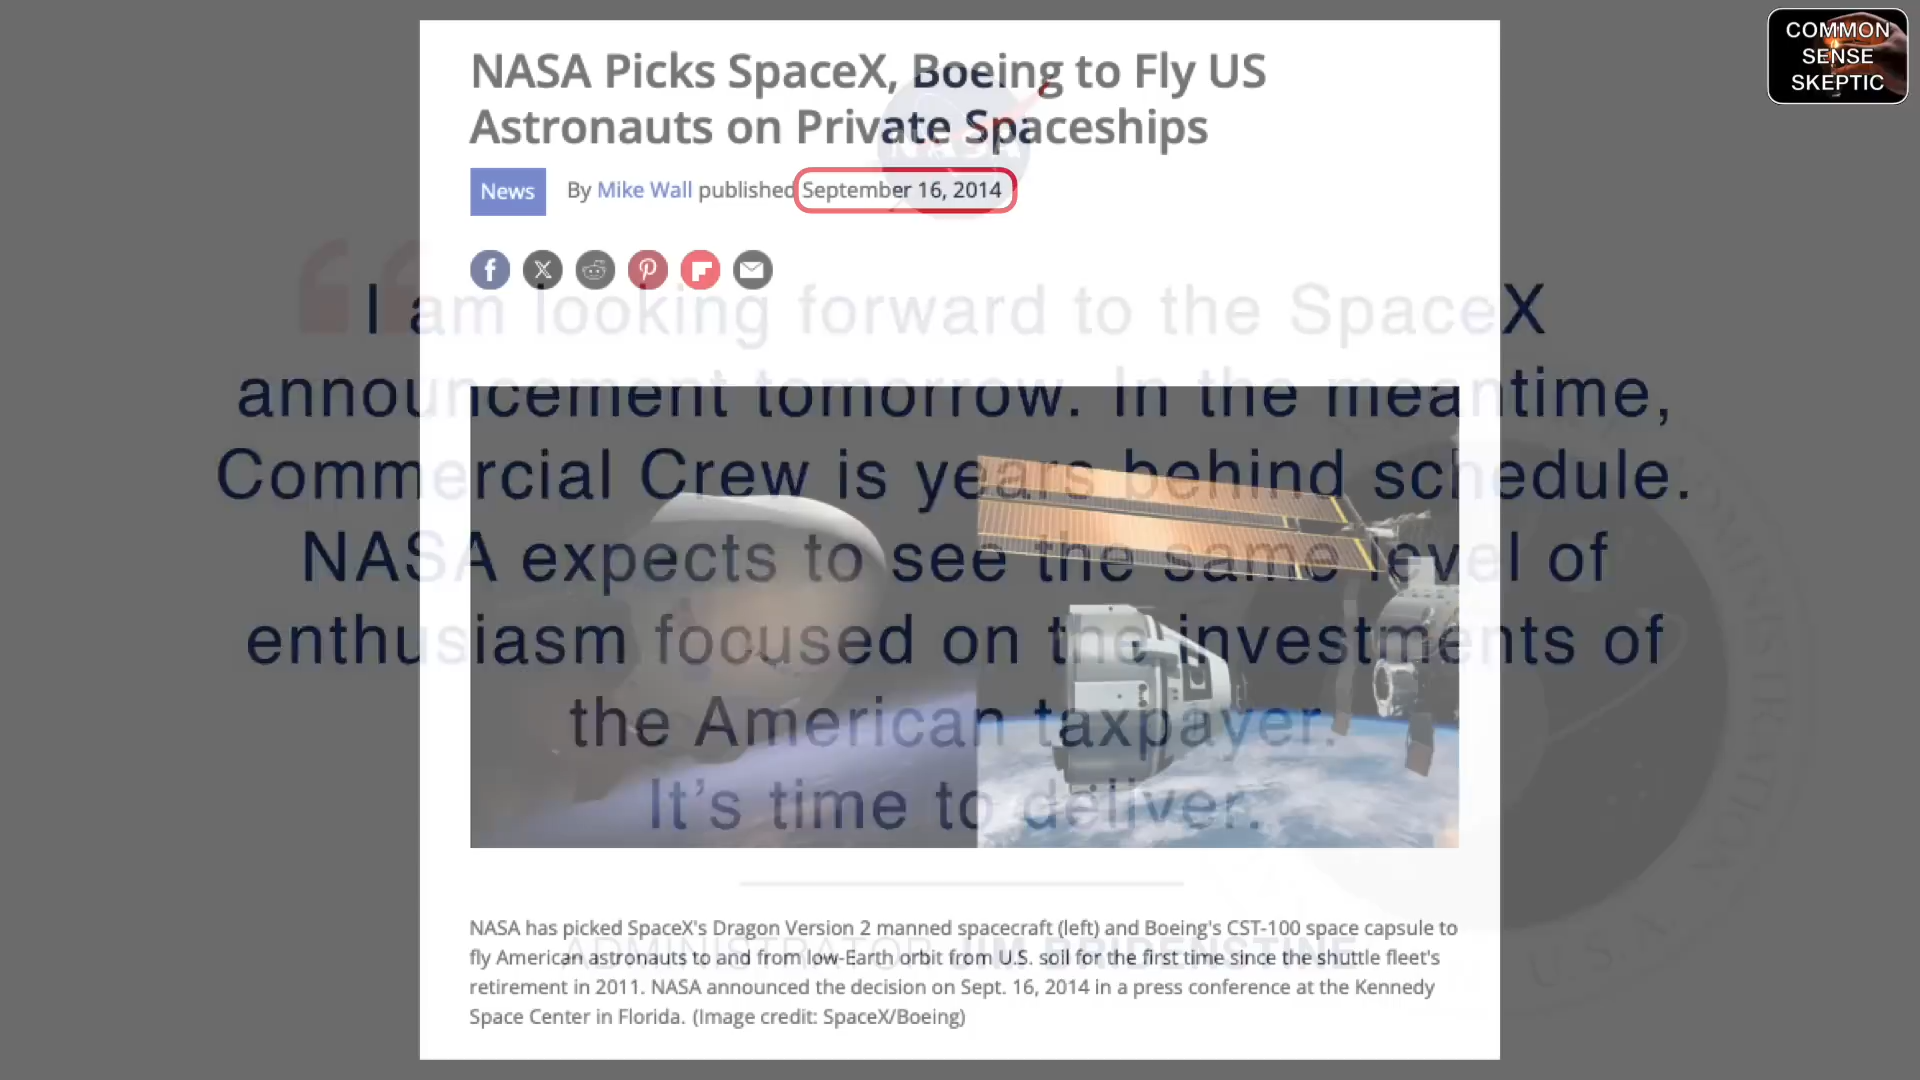 COMMON
SENSE
SKEPTIC
NASA Picks SpaceX, Boeing to Fly US
Astronauts on Private Spaceships
NASA
News
By Mike Wall published September 16, 2014
I am looking forward to the SpaceX
announcement tomorrow. In the meantime,
Commercial Crew is years behind schedule.
NASA expects to see the same level of
enthusiasm focused on the investments of
the American taxpayer.
It's time to deliver.
NASA has picked SpaceX's Dragon Version 2 manned spacecraft (left) and Boeing's CST-100 space capsule to
fly American astronauts to and from low-Earth orbit from U.S. soil for the first time since the shuttle fleet's
retirement in 2011. NASA announced the decision on Sept. 16, 2014 in a press conference at the Kennedy
Space Center in Florida. (Image credit: SpaceX/Boeing)
ADMINISTRATOR JIM BRIDENSTINE
U.S.A.